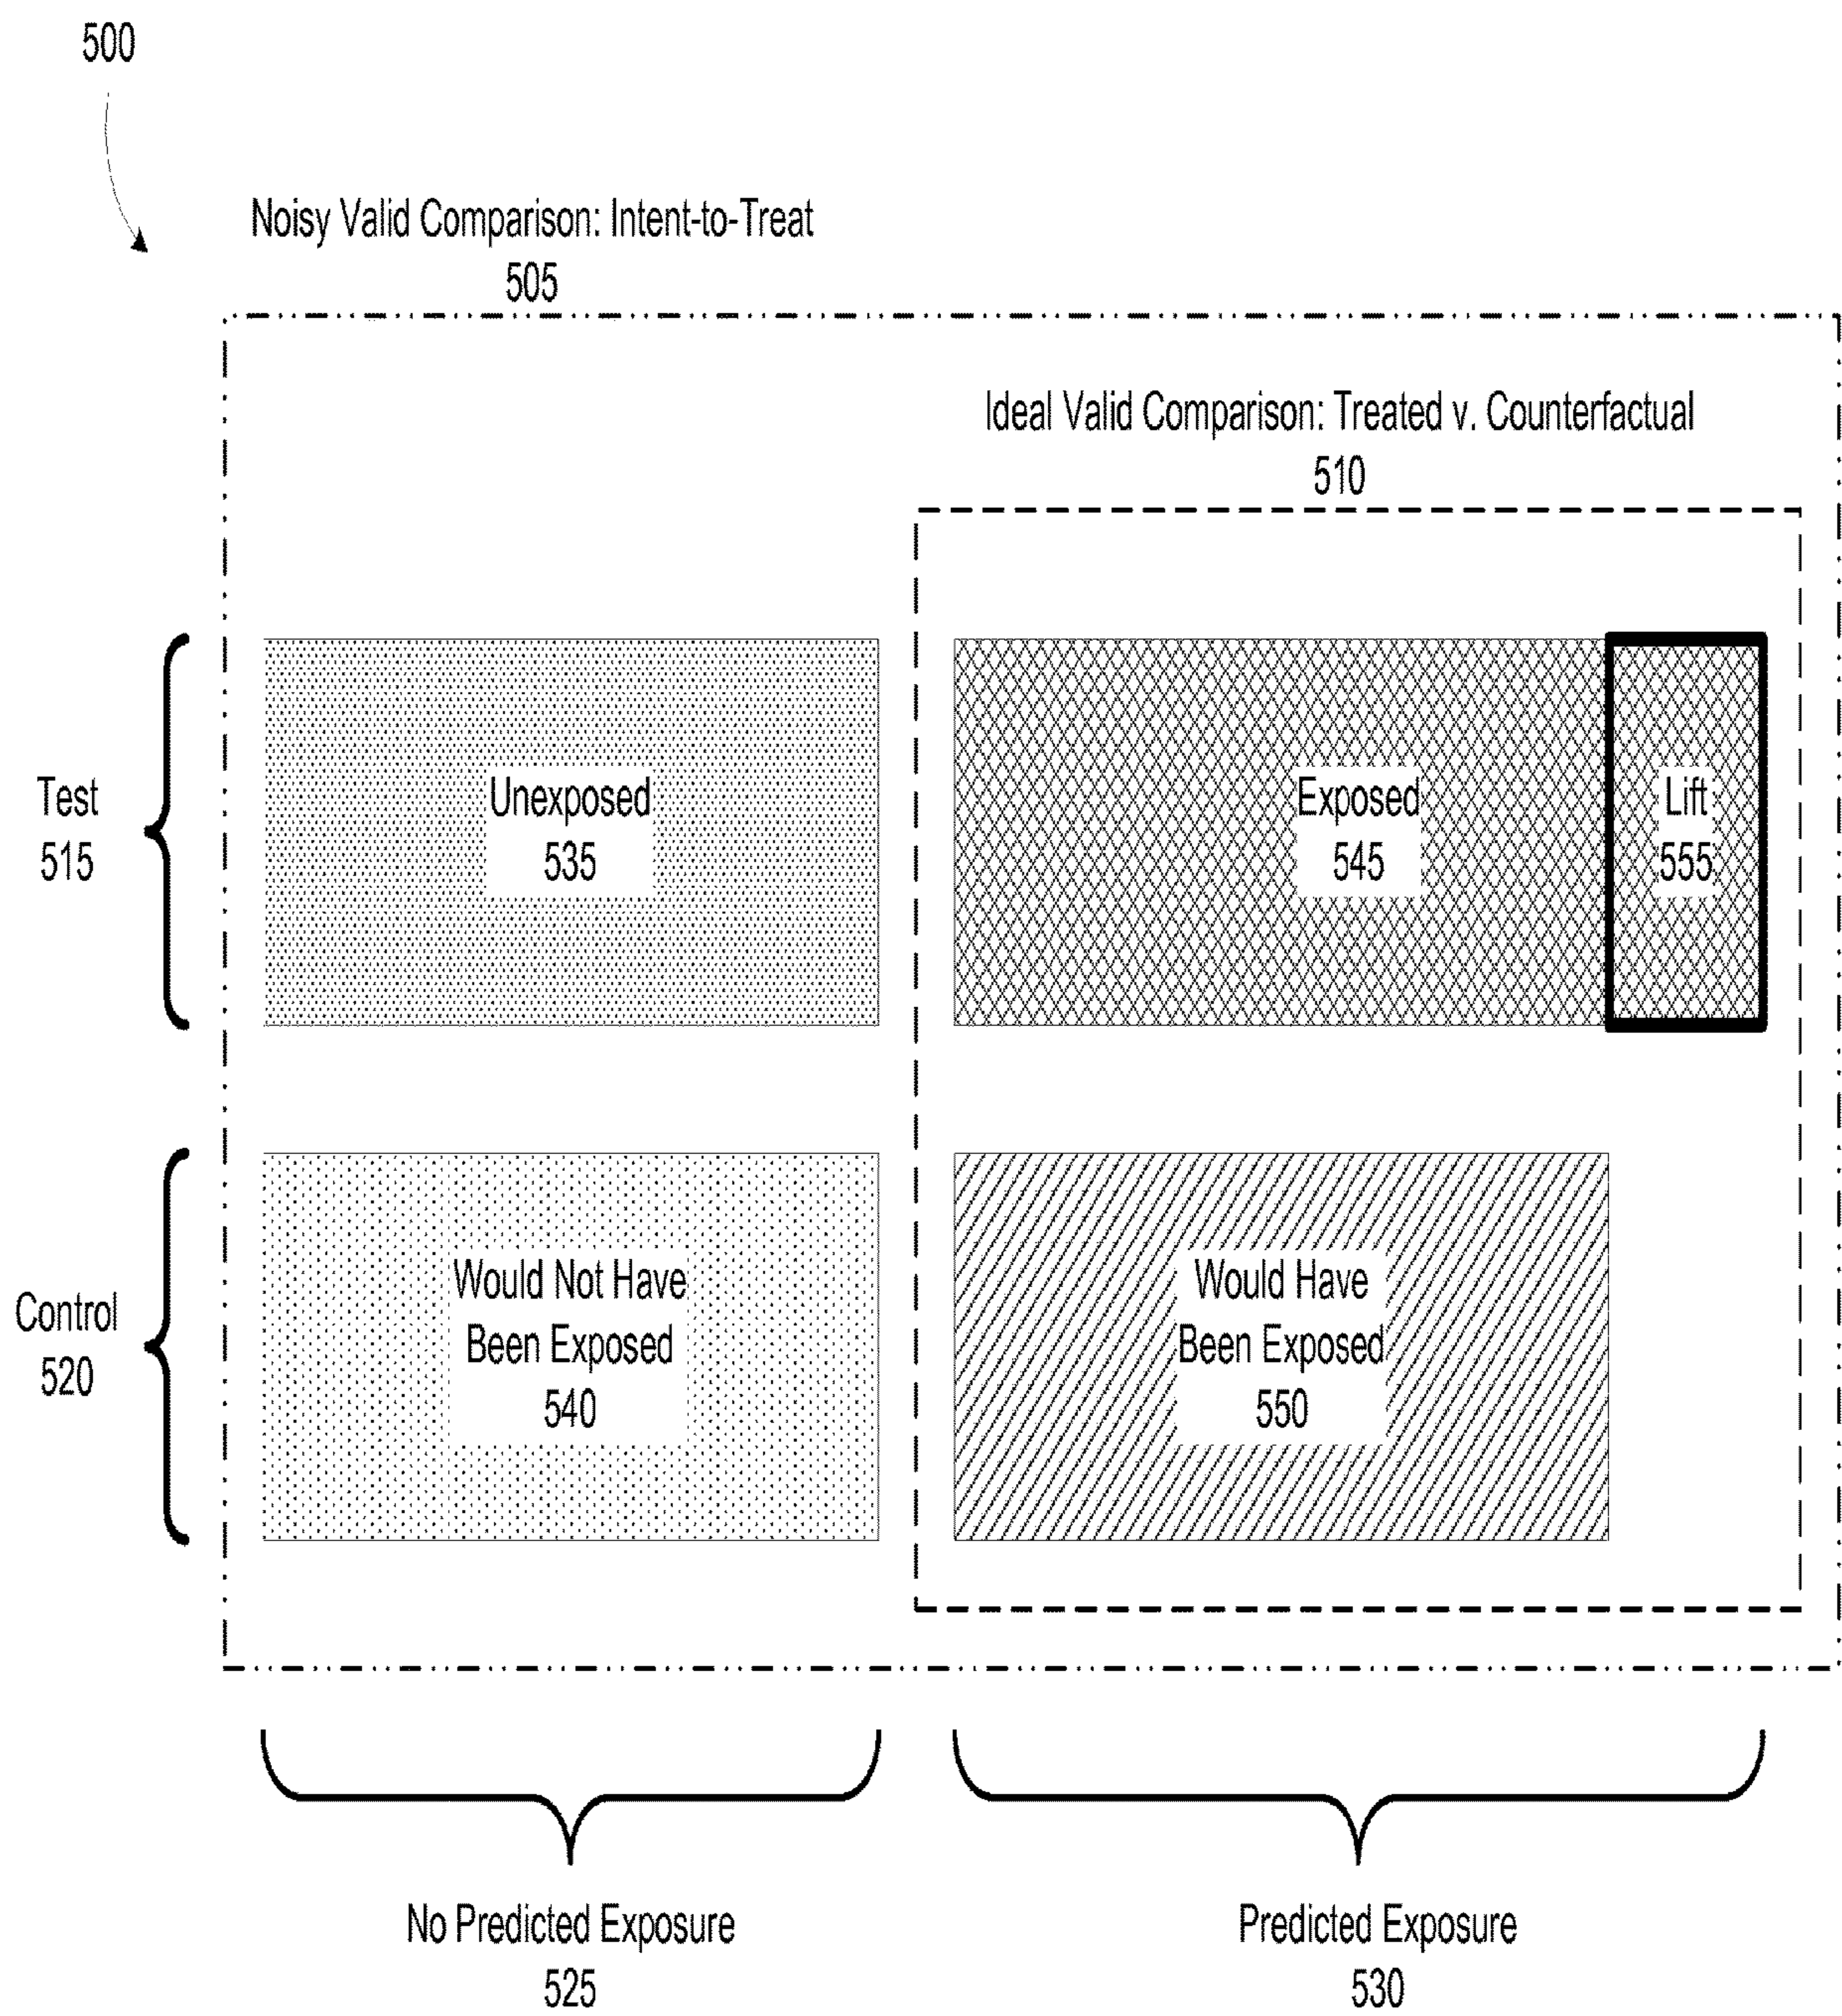 500
Noisy Valid Comparison: Intent-to-Treat
505
Ideal Valid Comparison: Treated v. Counterfactual
510
Test
515
Unexposed
535
Exposed
545
Lift
555
Control
520
Would Not Have
Been Exposed
540
Would Have
Been Exposed
550
No Predicted Exposure
525
Predicted Exposure
530